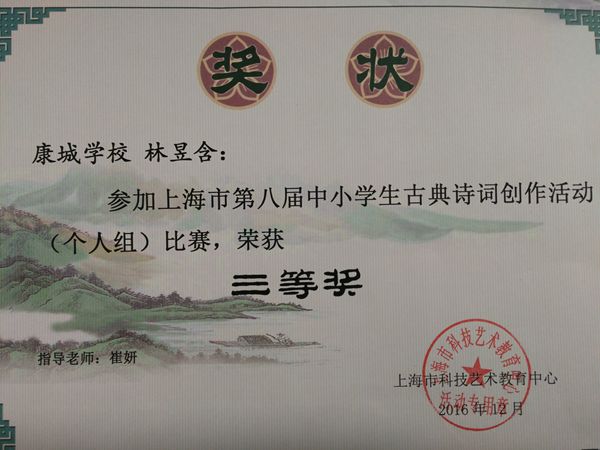 奖状
康城学校 林昱含：
参加上海市第八届中小学生古典诗词创作活动
（个人组）比赛，荣获
三等奖
指导老师：崔妍
上海市科技艺术教育中心
活动专用章
上海市科技艺术教育中心
2016年12月